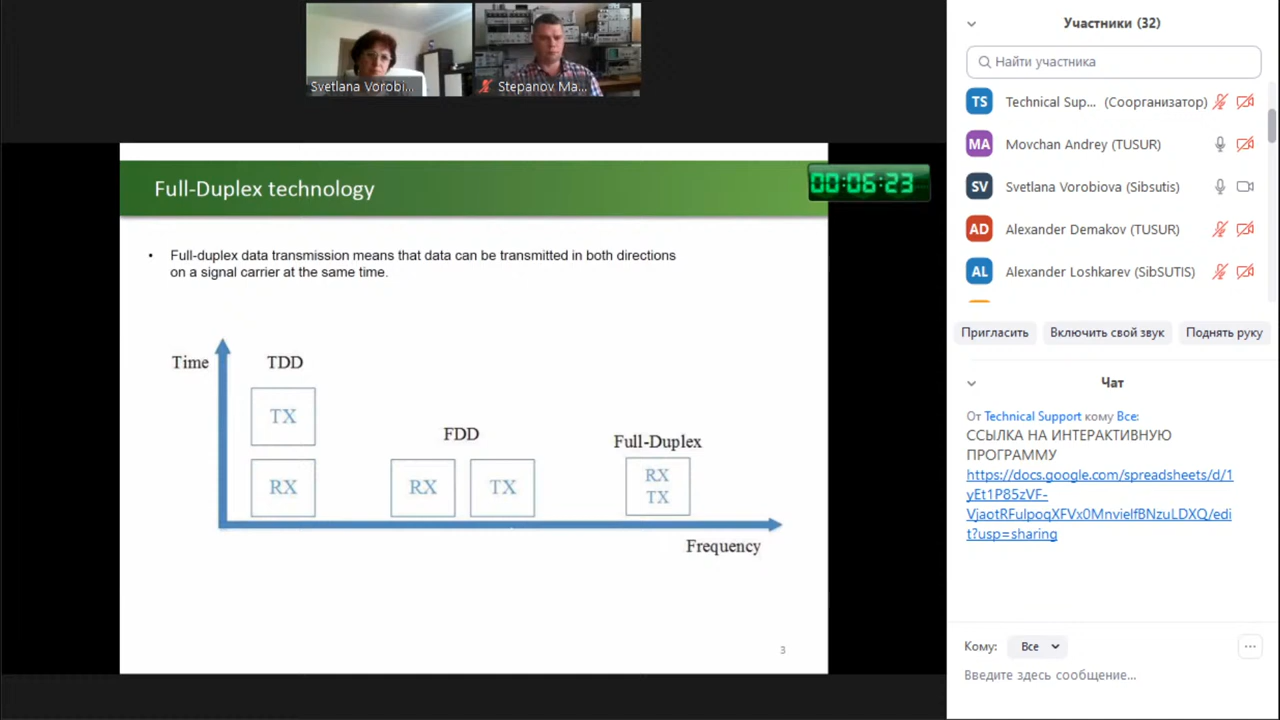 Svetlana Vorobi...
Stepanov Ma...
Full-Duplex technology
00:06:23
• Full-duplex data transmission means that data can be transmitted in both directions
on a signal carrier at the same time.
Time
TDD
TX
RX
FDD
RX
TX
Full-Duplex
RX
TX
Frequency
3
Участники (32)
Найти участника
TS Technical Sup... (Соорганизатор)
MA Movchan Andrey (TUSUR)
SV Svetlana Vorobiova (Sibsutis)
AD Alexander Demakov (TUSUR)
AL Alexander Loshkarev (SibSUTIS)
Пригласить
Включить свой звук
Поднять руку
Чат
От Technical Support кому Все:
ССЫЛКА НА ИНТЕРАКТИВНУЮ
ПРОГРАММУ
https://docs.google.com/spreadsheets/d/1
yEt1P85zVF-
VjaotRFulpoqXFVx0MnvielfBNzuLDXQ/edi
t?usp=sharing
Кому: Все
Введите здесь сообщение...